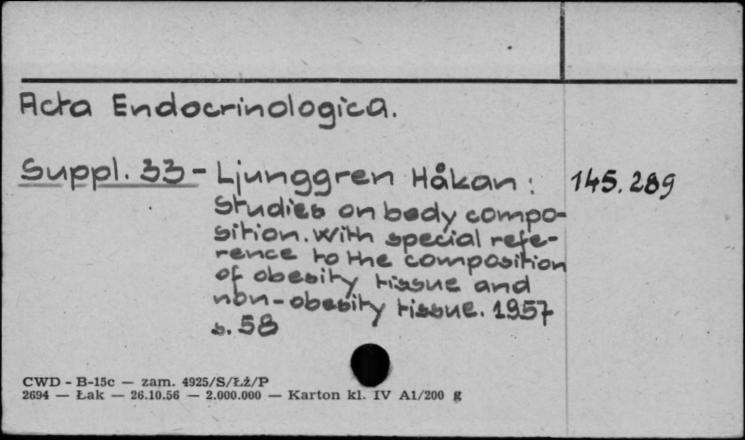 Acta Endocrinologica.
Suppl. 33 - Ljunggren Håkan: 145.289
Studies on body compo-
sition. With special refe-
rence to the composition
of obesity tissue and
non-obesity tissue. 1957
s. 58
CWD - B-15c — zam. 4925/S/Łż/P
2694 — Łak — 26.10.56 — 2.000.000 — Karton kl. IV A1/200 g